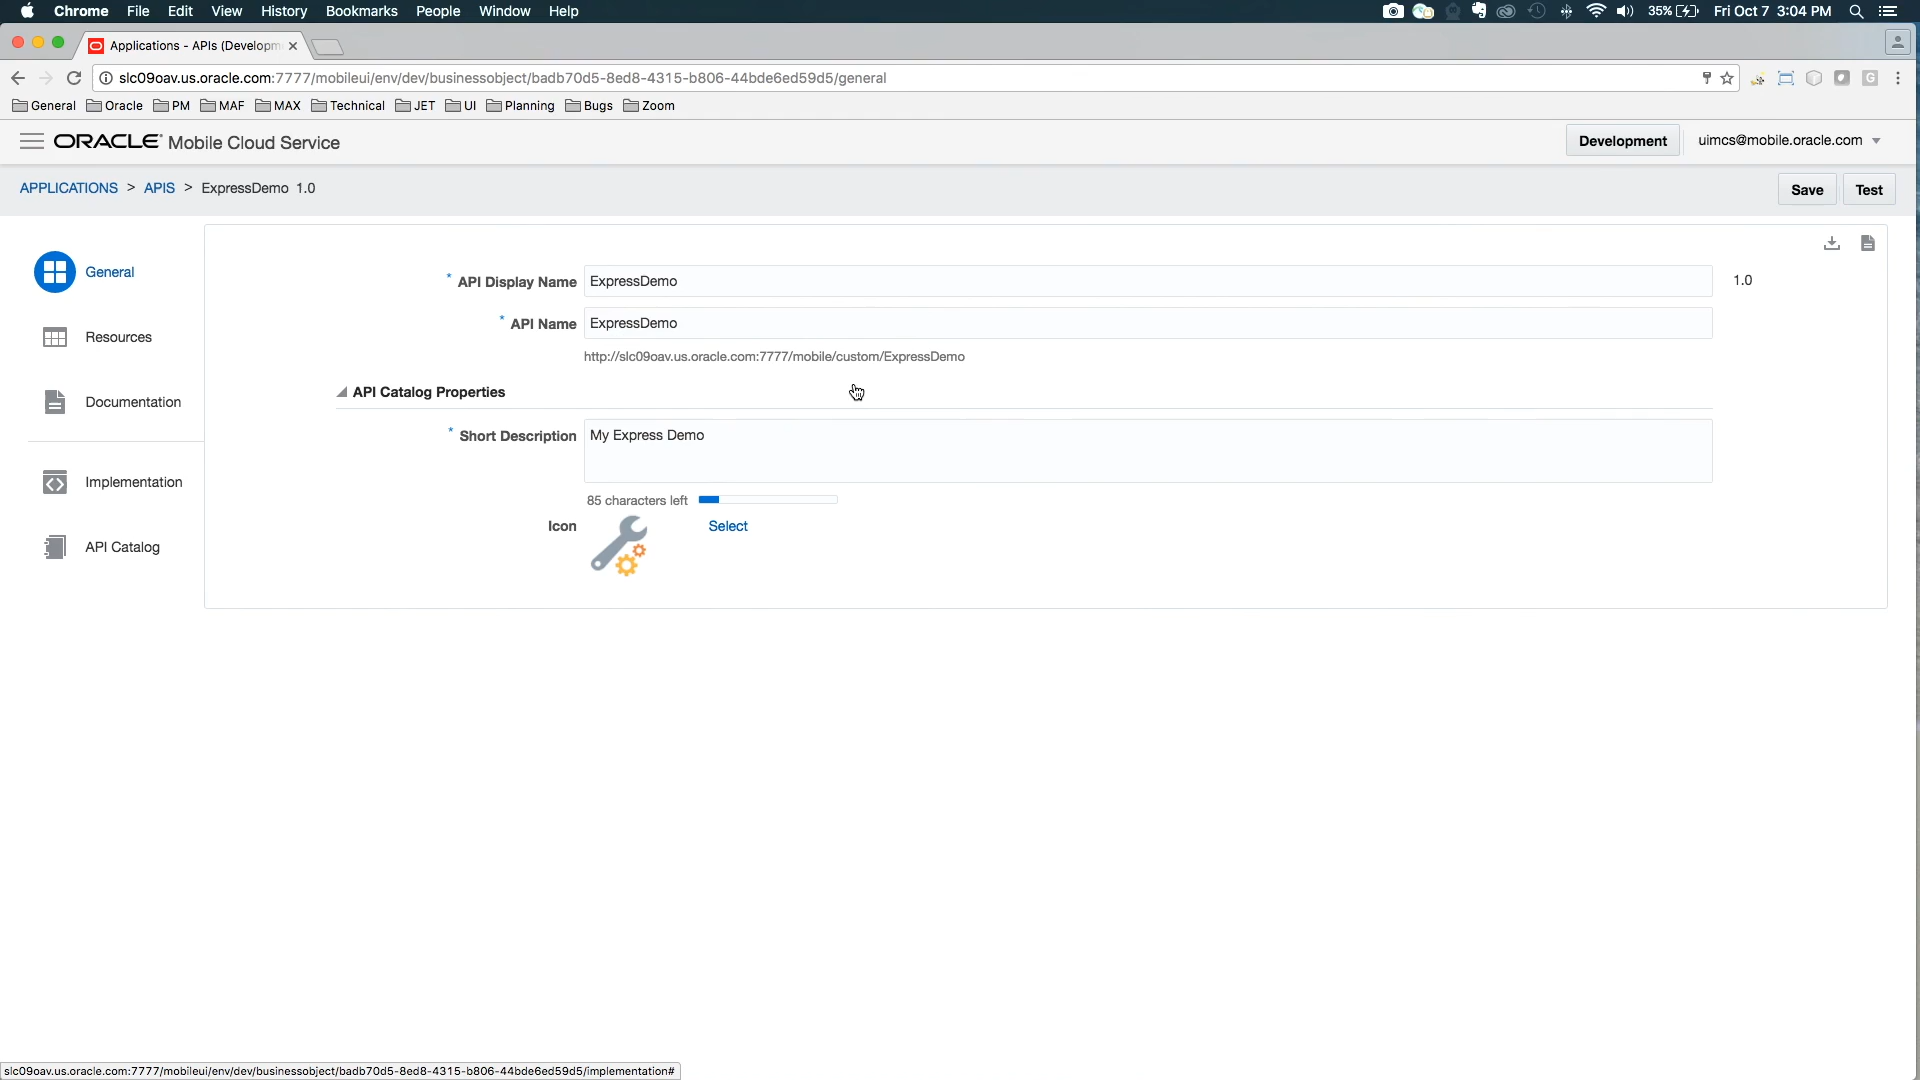 Chrome File Edit View History Bookmarks People Window Help 35% Fri Oct 7 3:04 PM
Applications - APIs (Developm
slc09oav.us.oracle.com:7777/mobileui/env/dev/businessobject/badb70d5-8ed8-4315-b806-44bde6ed59d5/general
General Oracle PM MAF MAX Technical JET UI Planning Bugs Zoom
ORACLE Mobile Cloud Service Development uimcs@mobile.oracle.com
APPLICATIONS > APIS > ExpressDemo 1.0 Save Test
General
Resources
Documentation
Implementation
API Catalog
* API Display Name ExpressDemo 1.0
* API Name ExpressDemo
http://slc09oav.us.oracle.com:7777/mobile/custom/ExpressDemo
API Catalog Properties
* Short Description My Express Demo
85 characters left
Icon Select
slc09oav.us.oracle.com:7777/mobileui/env/dev/businessobject/badb70d5-8ed8-4315-b806-44bde6ed59d5/implementation#